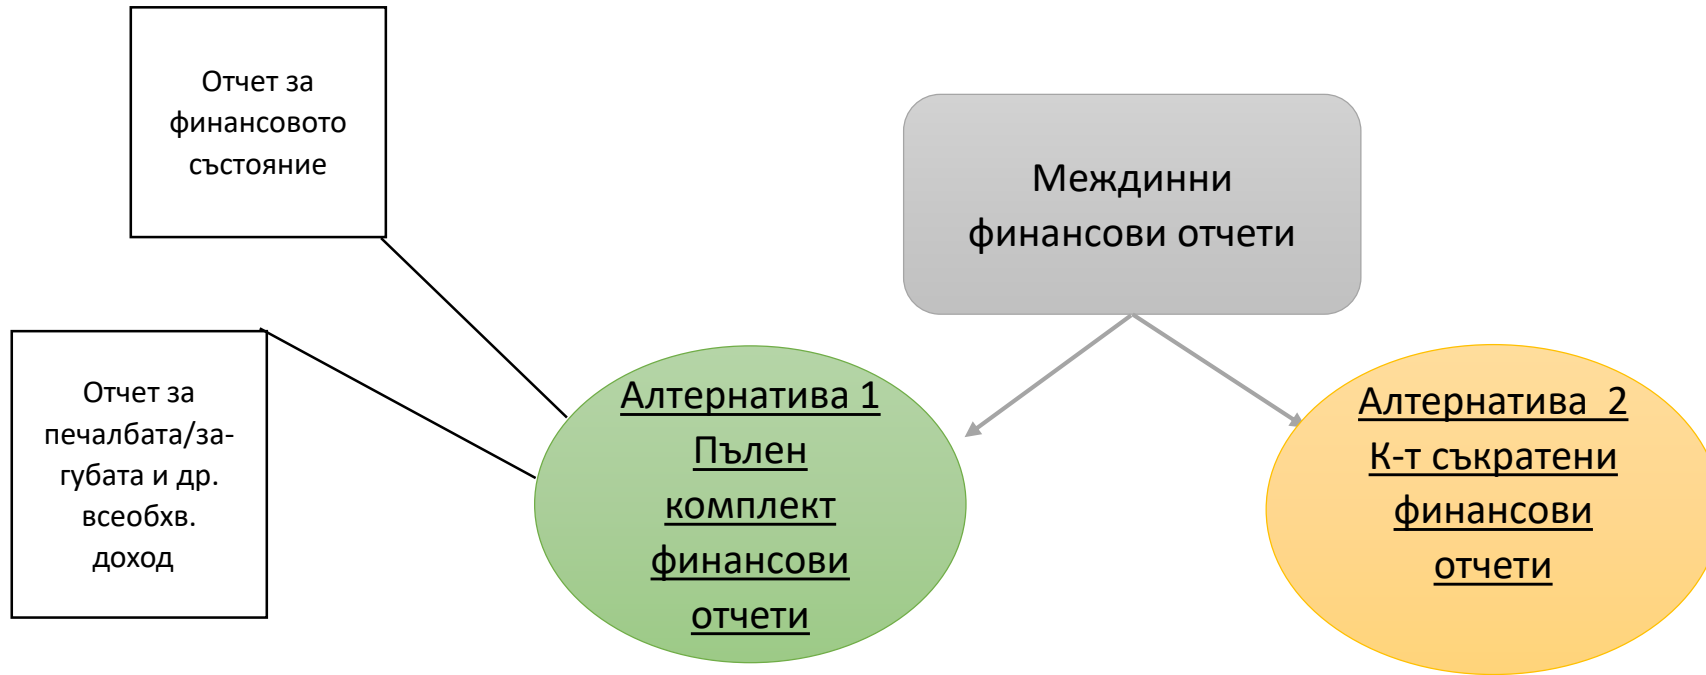 Отчет за
финансовото
състояние
Междинни
финансови отчети
Отчет за
печалбата/за-
губата и др.
всеобхв.
доход
Алтернатива 1
Пълен
комплект
финансови
отчети
Алтернатива 2
К-т съкратени
финансови
отчети